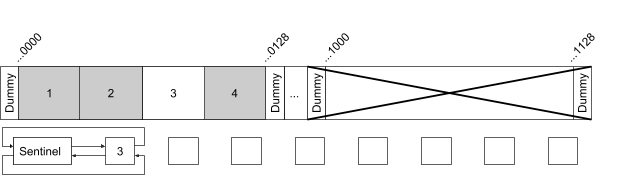 ...0000
...0128
...1000
...1128
Dummy 1 2 3 4 Dummy ... Dummy Dummy
Sentinel 3